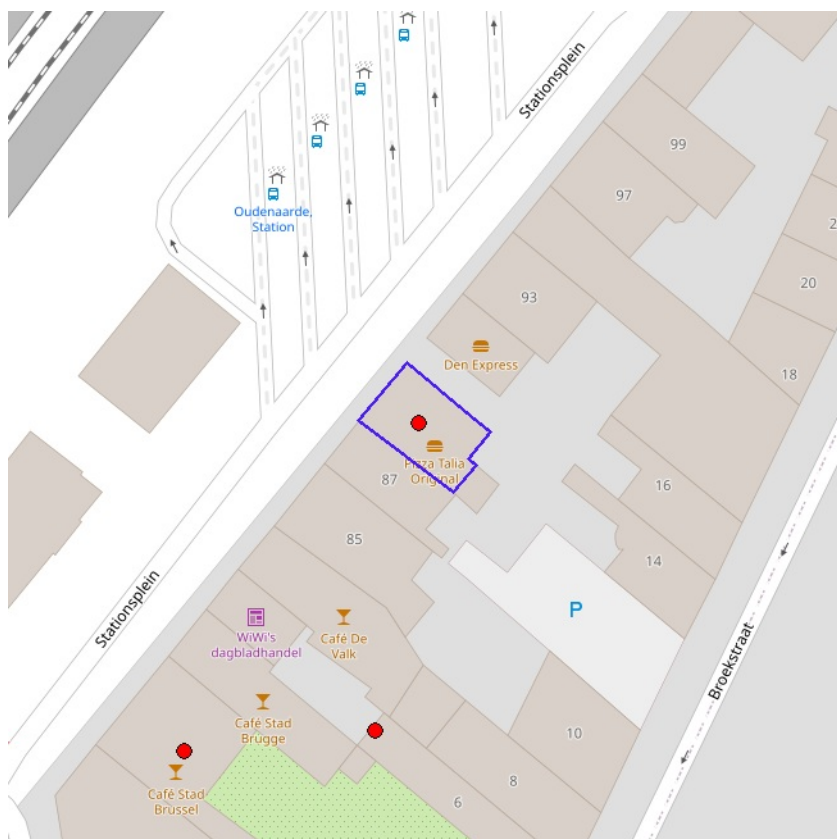 Stationsplein
99
97
Oudenaarde,
Station
2
20
93
Den Express
18
Pizza Talia
Original
87
16
85
14
Stationsplein
P
WiWi's
dagbladhandel
Café De
Valk
Broekstraat
Café Stad
Brugge
10
8
Café Stad
Brussel
6